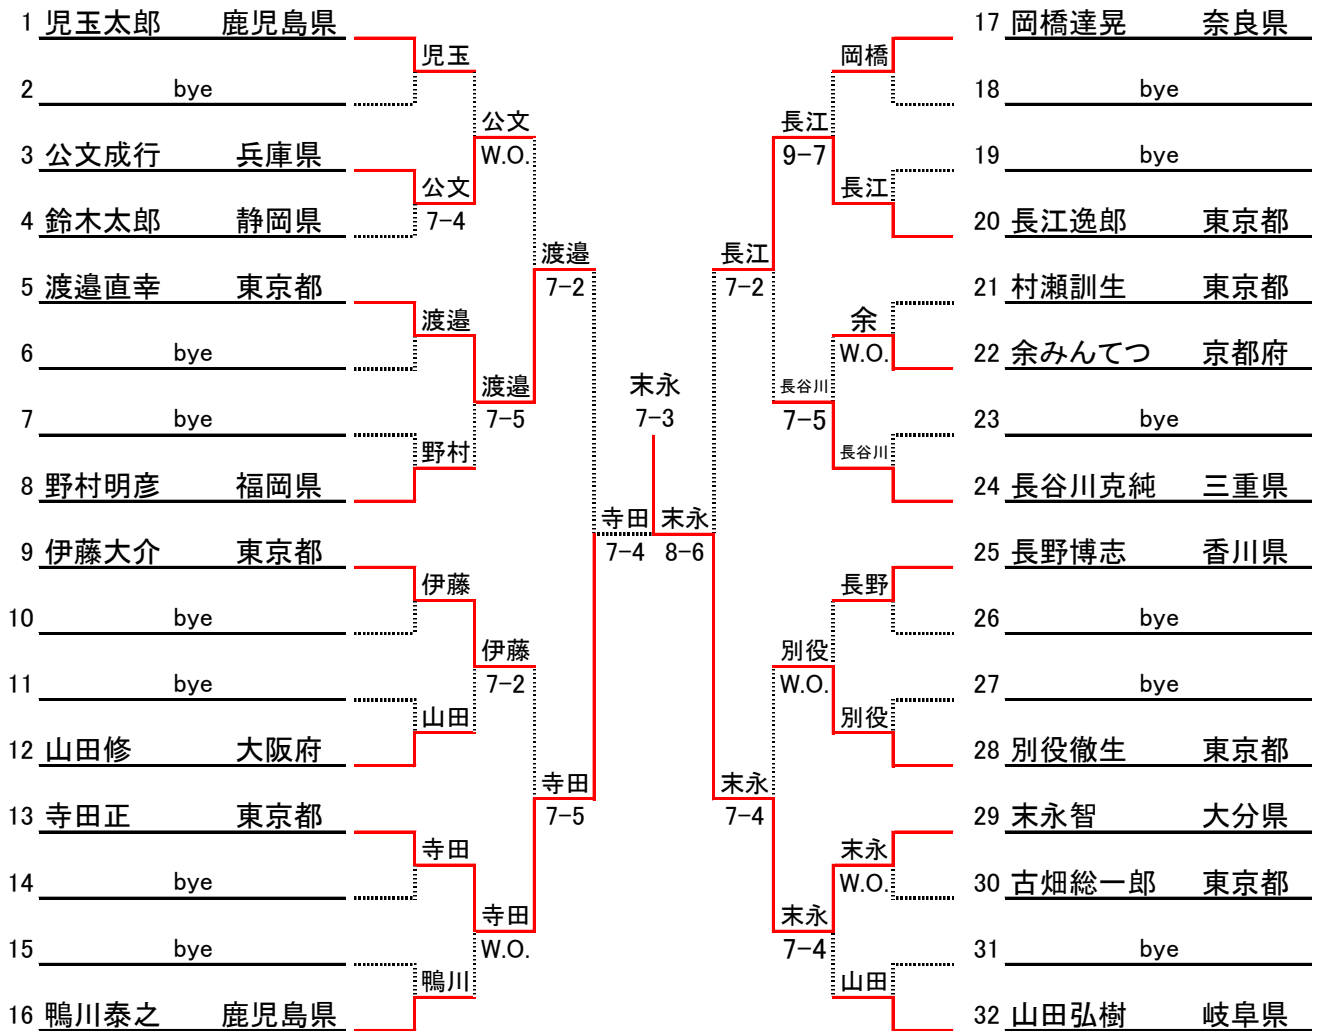 1 児玉太郎 鹿児島県
2 bye
3 公文成行 兵庫県
4 鈴木太郎 静岡県
5 渡邉直幸 東京都
6 bye
7 bye
8 野村明彦 福岡県
9 伊藤大介 東京都
10 bye
11 bye
12 山田修 大阪府
13 寺田正 東京都
14 bye
15 bye
16 鴨川泰之 鹿児島県
児玉
公文
7-4
渡邉
野村
伊藤
山田
寺田
鴨川
公文
W.O.
渡邉
7-5
伊藤
7-2
寺田
W.O.
渡邉
7-2
寺田
7-5
寺田
7-4
末永
7-3
末永
8-6
長江
7-2
末永
7-4
長江
9-7
長谷川
7-5
別役
W.O.
末永
7-4
岡橋
長江
余
W.O.
長谷川
長野
別役
末永
W.O.
山田
17 岡橋達晃 奈良県
18 bye
19 bye
20 長江逸郎 東京都
21 村瀬訓生 東京都
22 余みんてつ 京都府
23 bye
24 長谷川克純 三重県
25 長野博志 香川県
26 bye
27 bye
28 別役徹生 東京都
29 末永智 大分県
30 古畑総一郎 東京都
31 bye
32 山田弘樹 岐阜県